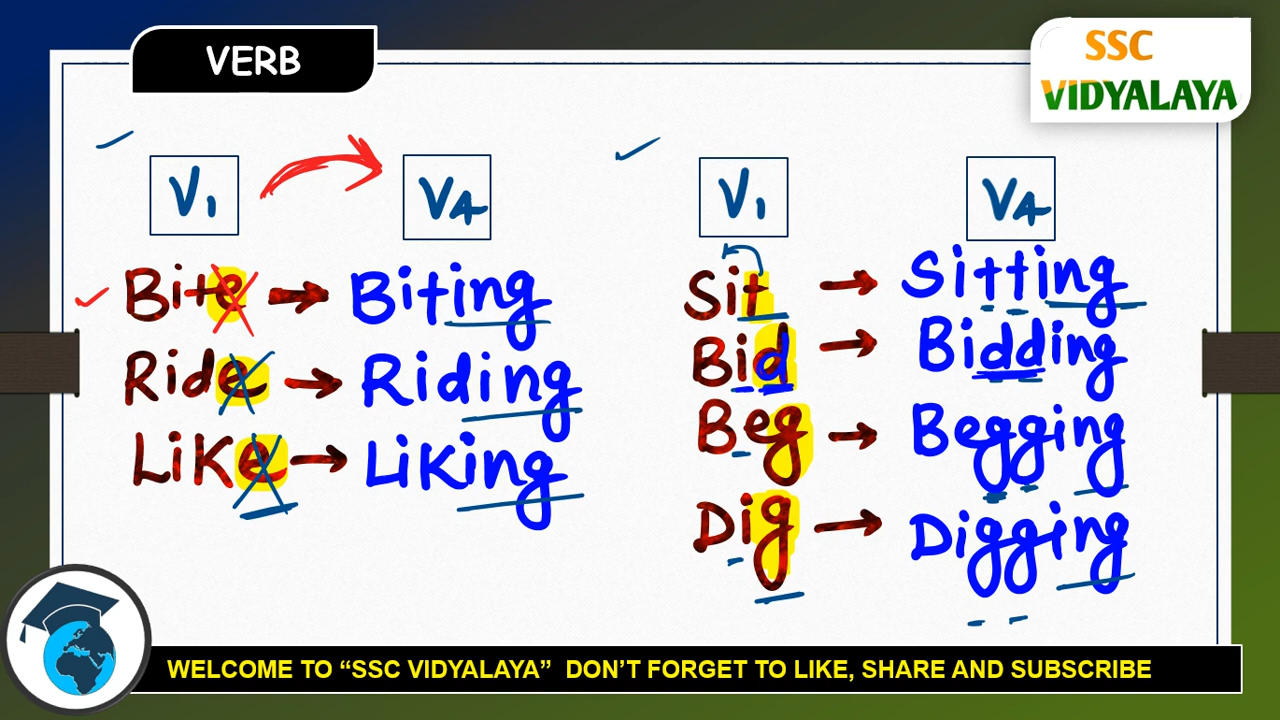 VERB
SSC
VIDYALAYA
V1 V4
Bite → Biting
Ride → Riding
Like → Liking
V1 V4
Sit → Sitting
Bid → Bidding
Beg → Begging
Dig → Digging
WELCOME TO “SSC VIDYALAYA” DON’T FORGET TO LIKE, SHARE AND SUBSCRIBE